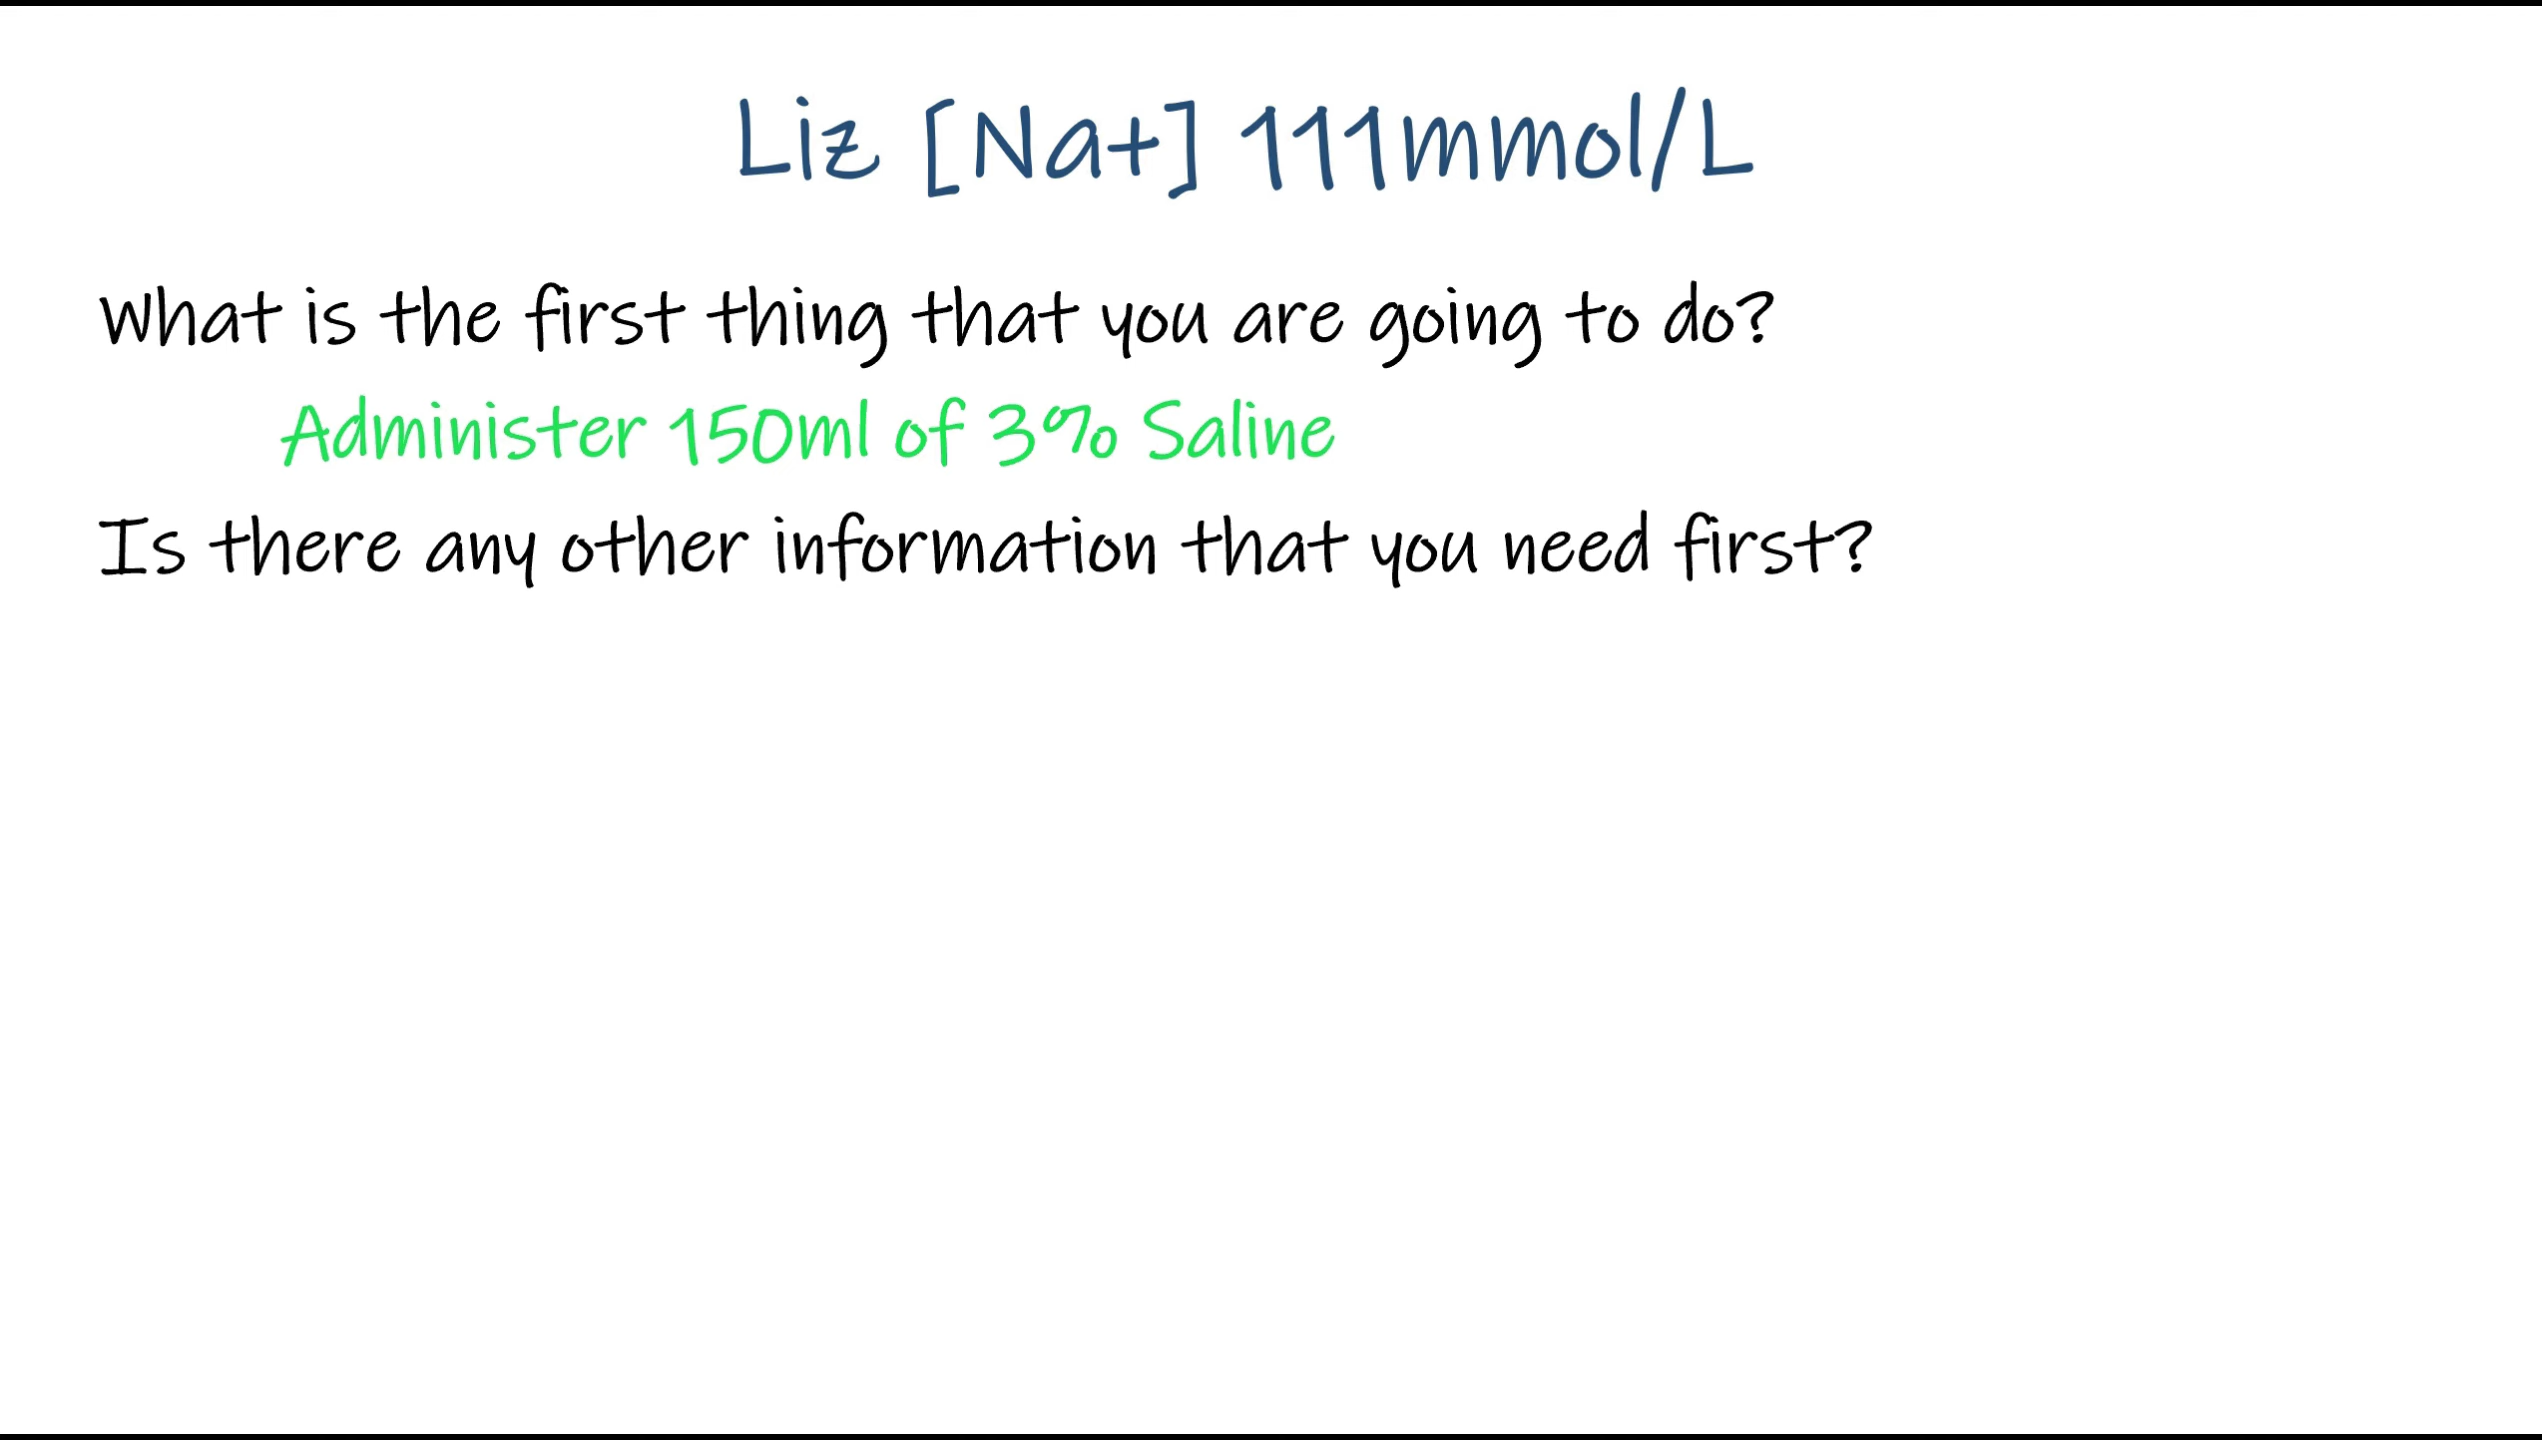 Liz [Na+] 111mmol/L
What is the first thing that you are going to do?
Administer 150ml of 3% Saline
Is there any other information that you need first?